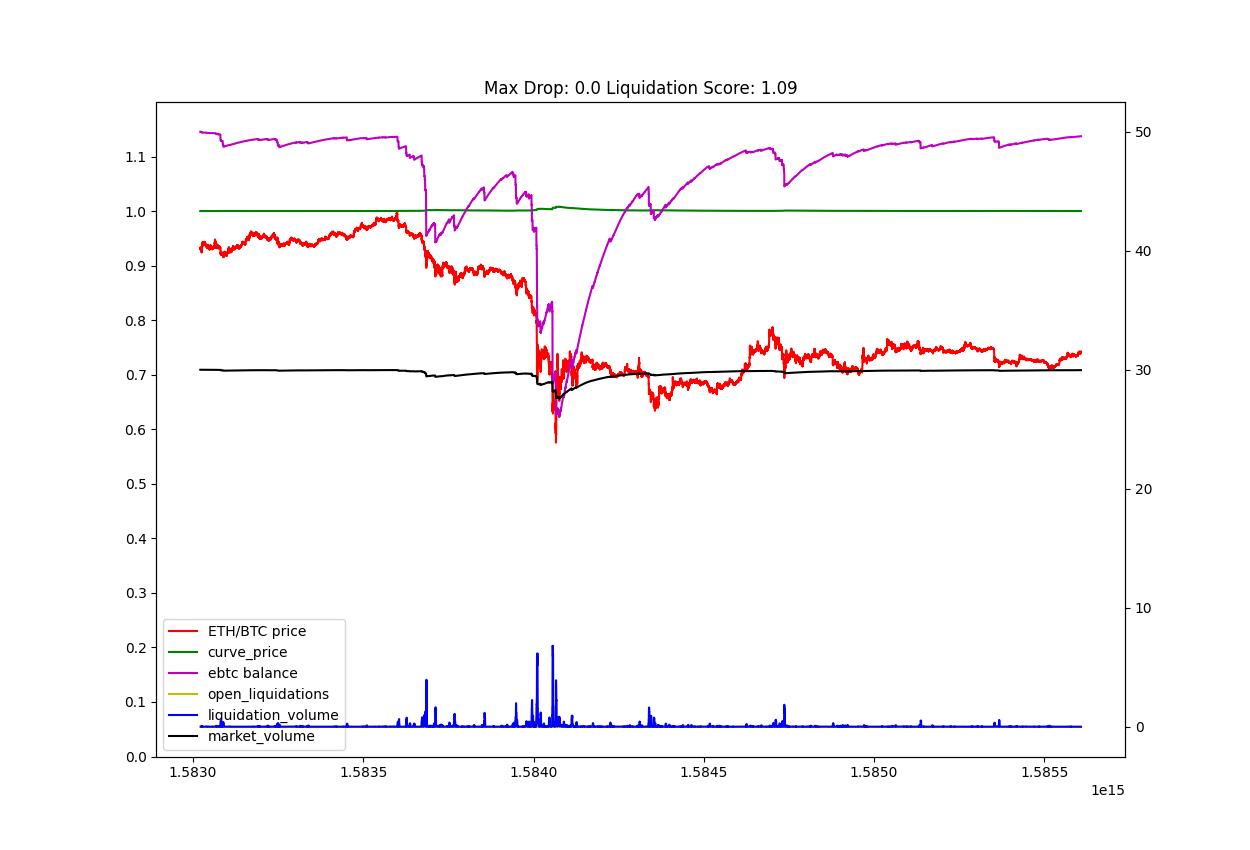 Max Drop: 0.0 Liquidation Score: 1.09
1.1
1.0
0.9
0.8
0.7
0.6
0.5
0.4
0.3
0.2
0.1
0.0
50
40
30
20
10
0
ETH/BTC price
curve_price
ebtc balance
open_liquidations
liquidation_volume
market_volume
1.5830 1.5835 1.5840 1.5845 1.5850 1.5855
1e15